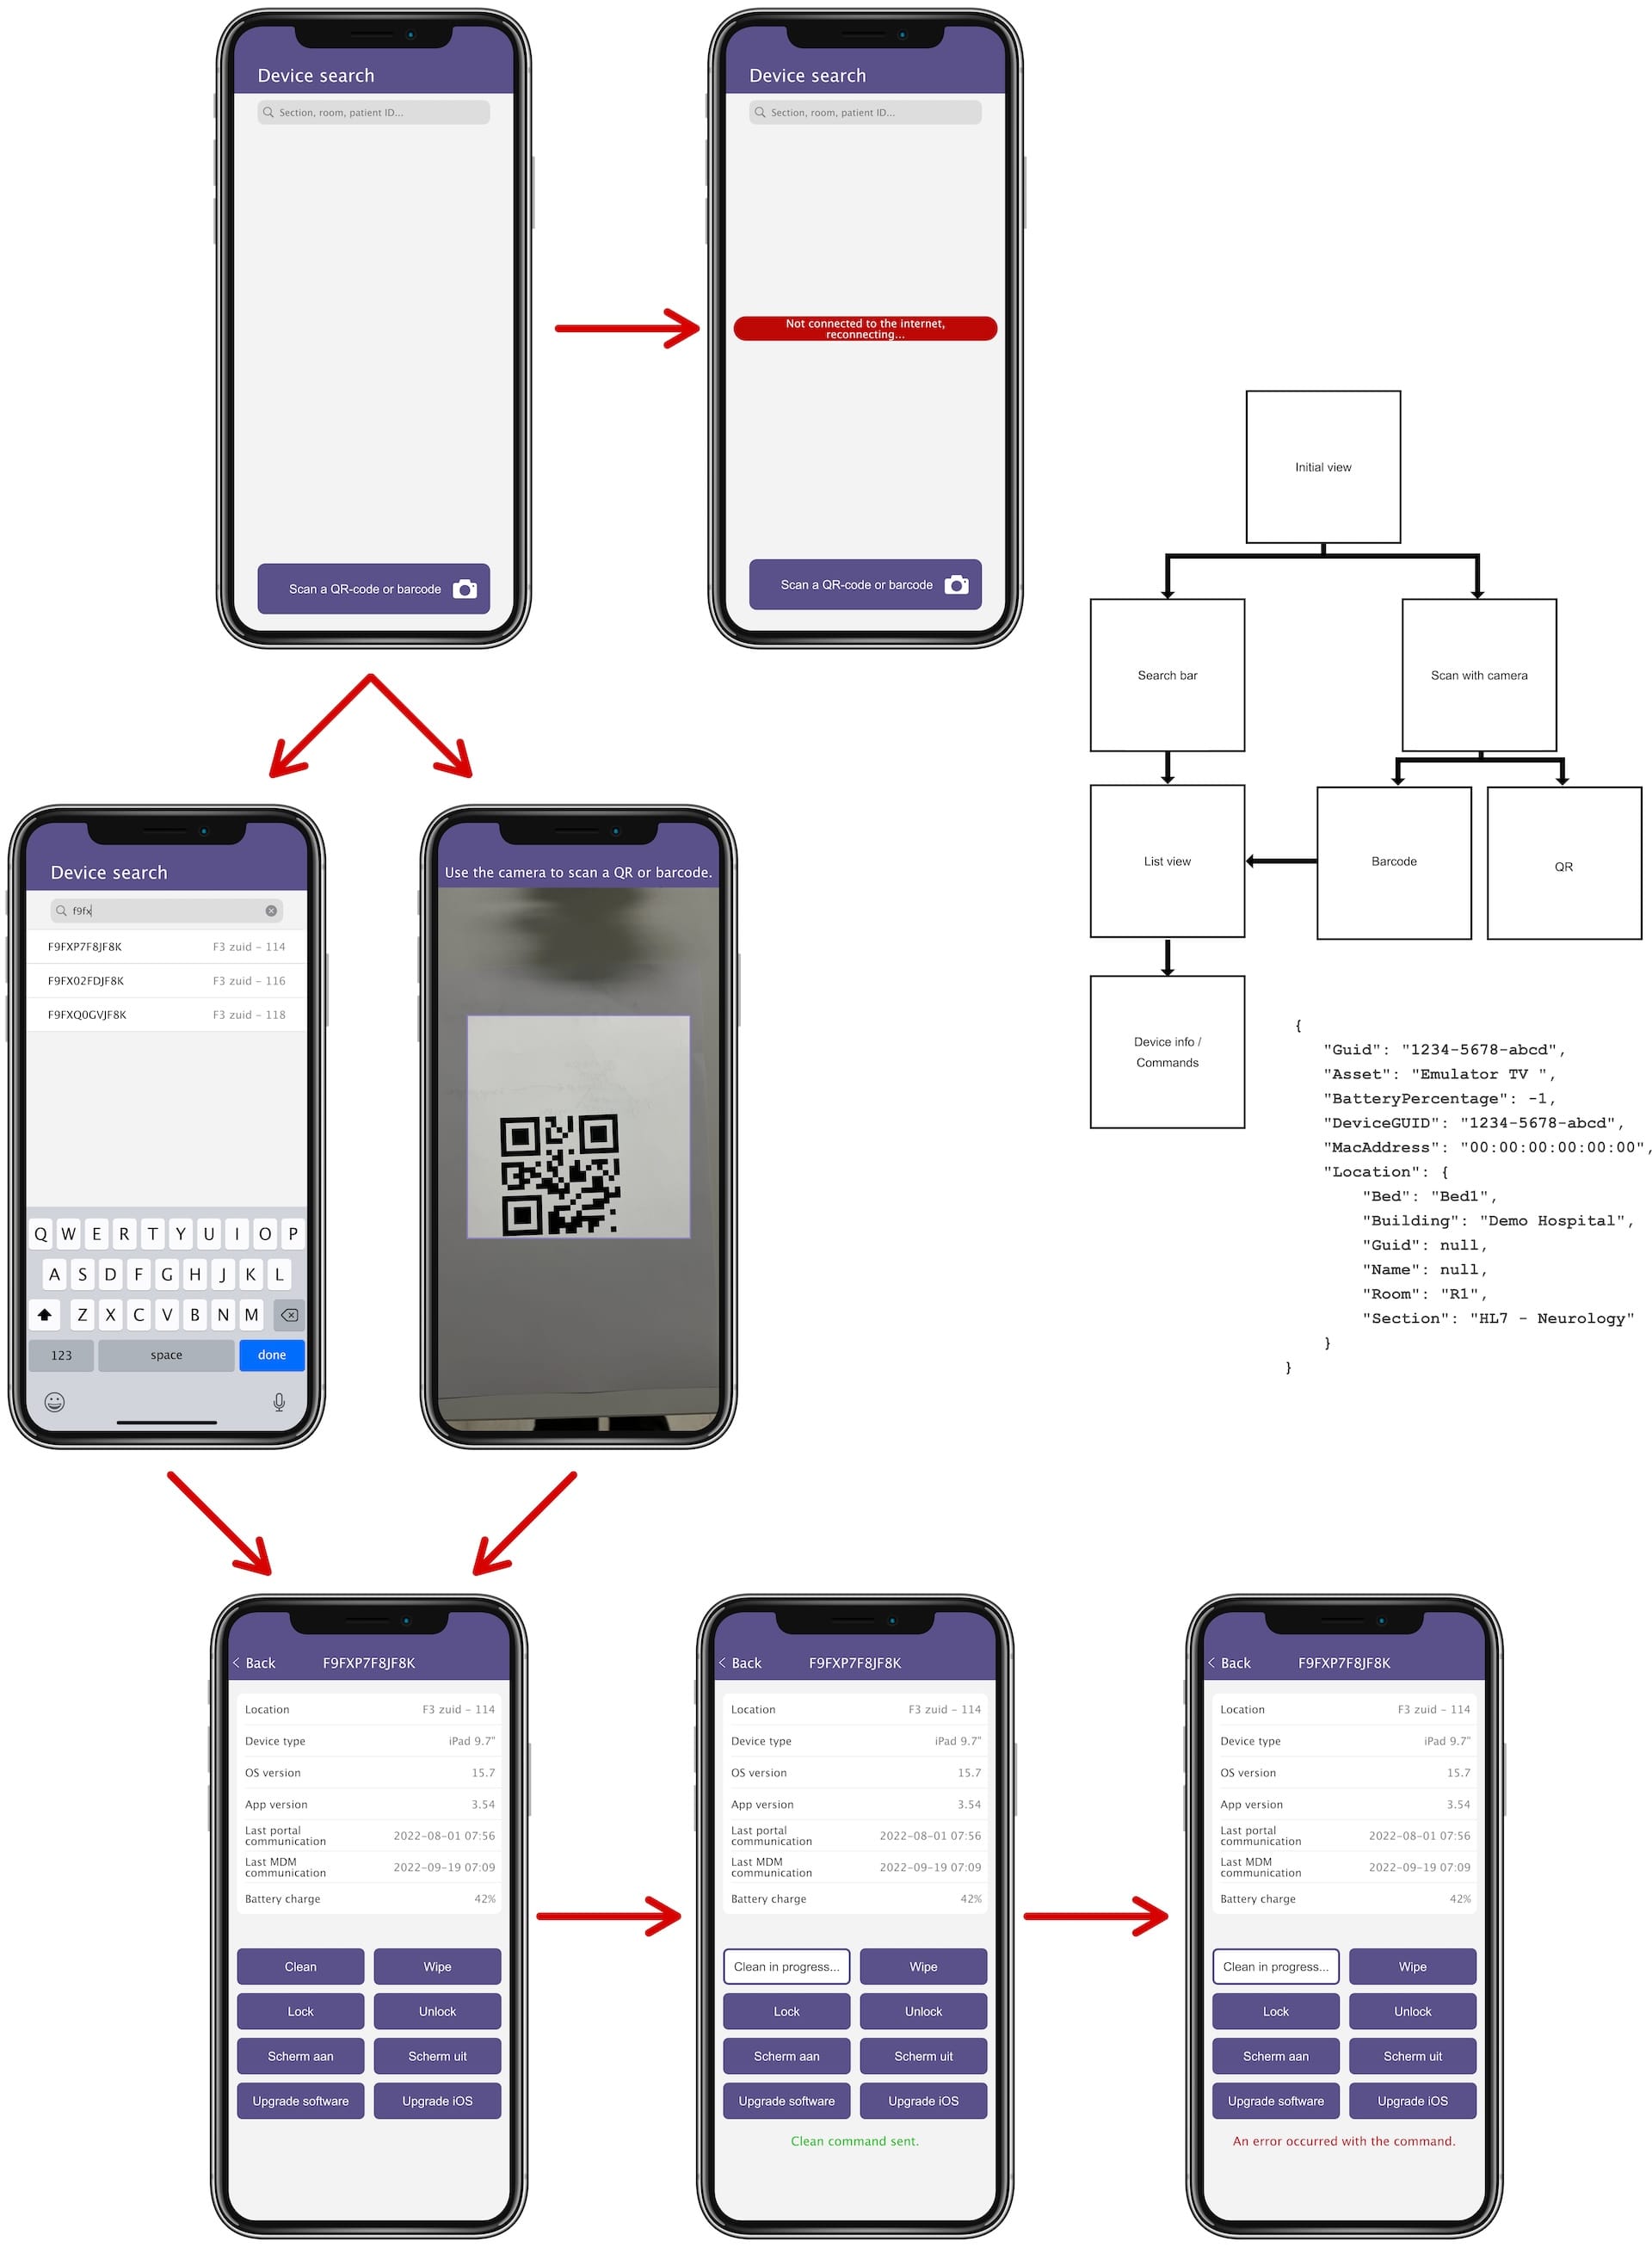 Device search
Section, room, patient ID...
Scan a QR-code or barcode
Device search
Section, room, patient ID...
Not connected to the internet,
reconnecting...
Scan a QR-code or barcode
Initial view
Search bar
Scan with camera
List view
Barcode
QR
Device info /
Commands
{
"Guid": "1234-5678-abcd",
"Asset": "Emulator TV ",
"BatteryPercentage": -1,
"DeviceGUID": "1234-5678-abcd",
"MacAddress": "00:00:00:00:00:00",
"Location": {
"Bed": "Bed1",
"Building": "Demo Hospital",
"Guid": null,
"Name": null,
"Room": "R1",
"Section": "HL7 - Neurology"
}
}
Device search
f9fx
F9FXP7F8JF8K F3 zuid - 114
F9FX02FDJF8K F3 zuid - 116
F9FXQ0GVJF8K F3 zuid - 118
Q W E R T Y U I O P
A S D F G H J K L
Z X C V B N M
123 space done
Use the camera to scan a QR or barcode.
< Back F9FXP7F8JF8K
Location F3 zuid - 114
Device type iPad 9.7"
OS version 15.7
App version 3.54
Last portal
communication 2022-08-01 07:56
Last MDM
communication 2022-09-19 07:09
Battery charge 42%
Clean Wipe
Lock Unlock
Scherm aan Scherm uit
Upgrade software Upgrade iOS
< Back F9FXP7F8JF8K
Location F3 zuid - 114
Device type iPad 9.7"
OS version 15.7
App version 3.54
Last portal
communication 2022-08-01 07:56
Last MDM
communication 2022-09-19 07:09
Battery charge 42%
Clean in progress... Wipe
Lock Unlock
Scherm aan Scherm uit
Upgrade software Upgrade iOS
Clean command sent.
< Back F9FXP7F8JF8K
Location F3 zuid - 114
Device type iPad 9.7"
OS version 15.7
App version 3.54
Last portal
communication 2022-08-01 07:56
Last MDM
communication 2022-09-19 07:09
Battery charge 42%
Clean in progress... Wipe
Lock Unlock
Scherm aan Scherm uit
Upgrade software Upgrade iOS
An error occurred with the command.